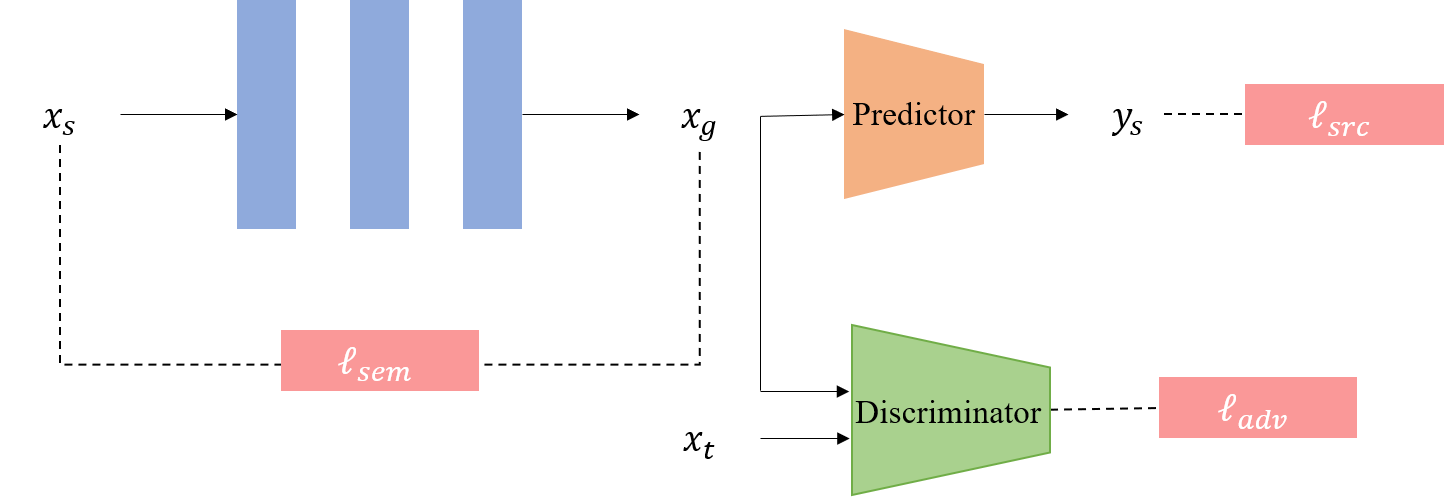 x_s
x_g
Predictor
y_s
ℓ_src
ℓ_sem
Discriminator
ℓ_adv
x_t